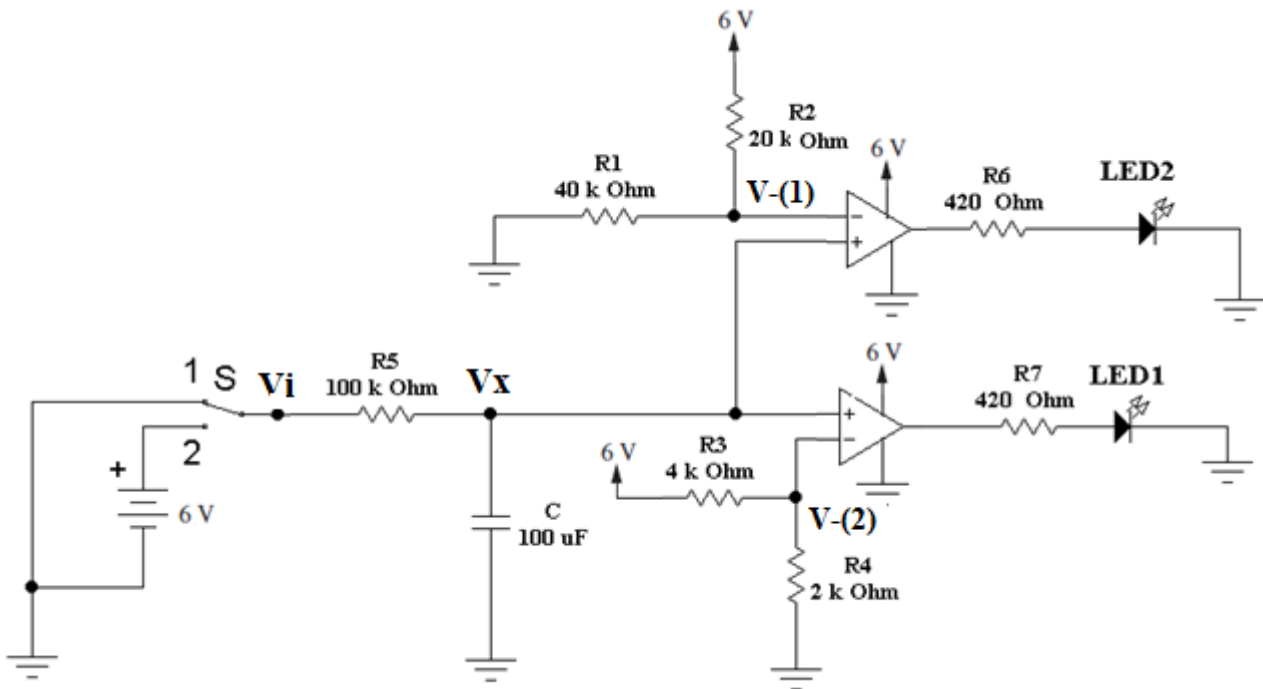 6 V
R2
20 k Ohm
R1
40 k Ohm
V-(1)
6 V
R6
420 Ohm
LED2
−
+
1
S
Vi
R5
100 k Ohm
Vx
6 V
R7
420 Ohm
LED1
+
−
2
+
6 V
6 V
R3
4 k Ohm
C
100 uF
V-(2)
R4
2 k Ohm